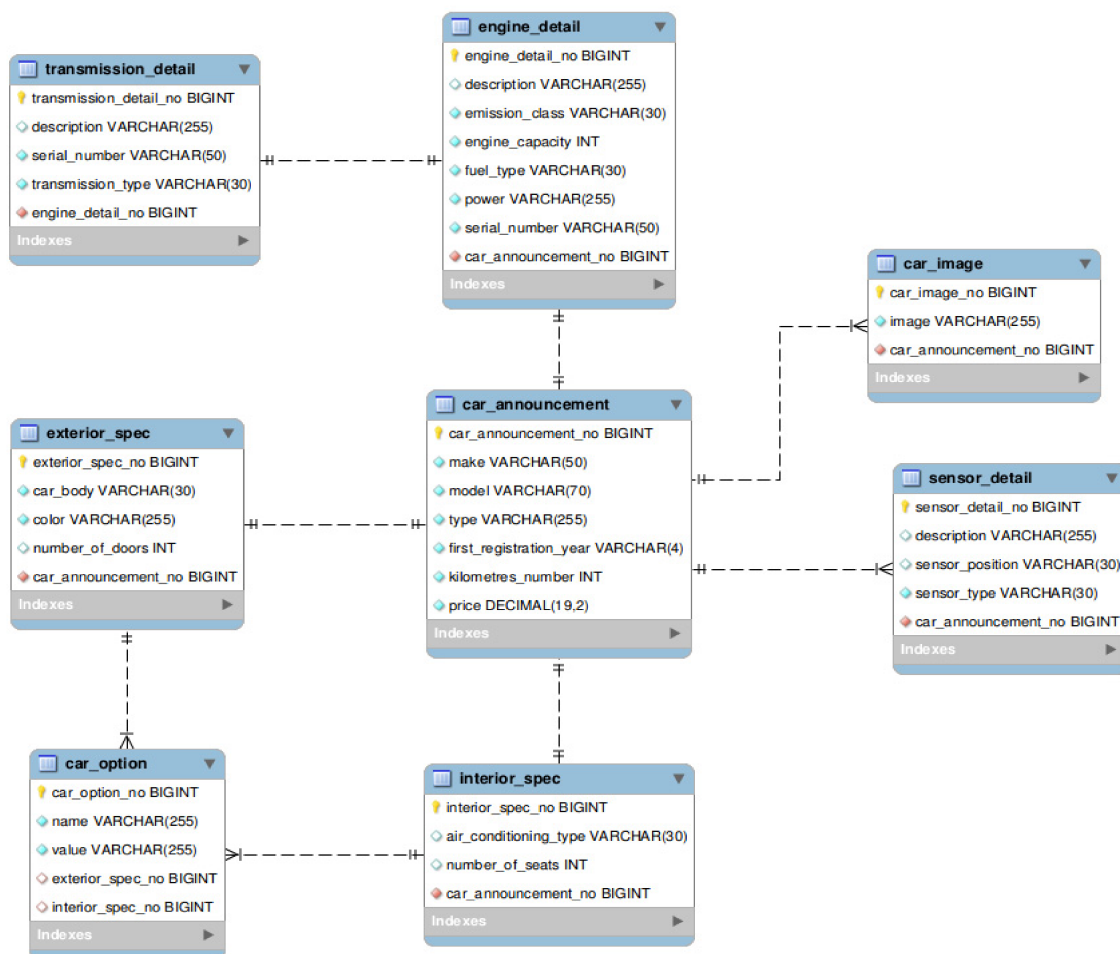 engine_detail
engine_detail_no BIGINT
description VARCHAR(255)
emission_class VARCHAR(30)
engine_capacity INT
fuel_type VARCHAR(30)
power VARCHAR(255)
serial_number VARCHAR(50)
car_announcement_no BIGINT
Indexes
transmission_detail
transmission_detail_no BIGINT
description VARCHAR(255)
serial_number VARCHAR(50)
transmission_type VARCHAR(30)
engine_detail_no BIGINT
Indexes
car_image
car_image_no BIGINT
image VARCHAR(255)
car_announcement_no BIGINT
Indexes
car_announcement
car_announcement_no BIGINT
make VARCHAR(50)
model VARCHAR(70)
type VARCHAR(255)
first_registration_year VARCHAR(4)
kilometres_number INT
price DECIMAL(19,2)
Indexes
exterior_spec
exterior_spec_no BIGINT
car_body VARCHAR(30)
color VARCHAR(255)
number_of_doors INT
car_announcement_no BIGINT
Indexes
sensor_detail
sensor_detail_no BIGINT
description VARCHAR(255)
sensor_position VARCHAR(30)
sensor_type VARCHAR(30)
car_announcement_no BIGINT
Indexes
car_option
car_option_no BIGINT
name VARCHAR(255)
value VARCHAR(255)
exterior_spec_no BIGINT
interior_spec_no BIGINT
Indexes
interior_spec
interior_spec_no BIGINT
air_conditioning_type VARCHAR(30)
number_of_seats INT
car_announcement_no BIGINT
Indexes